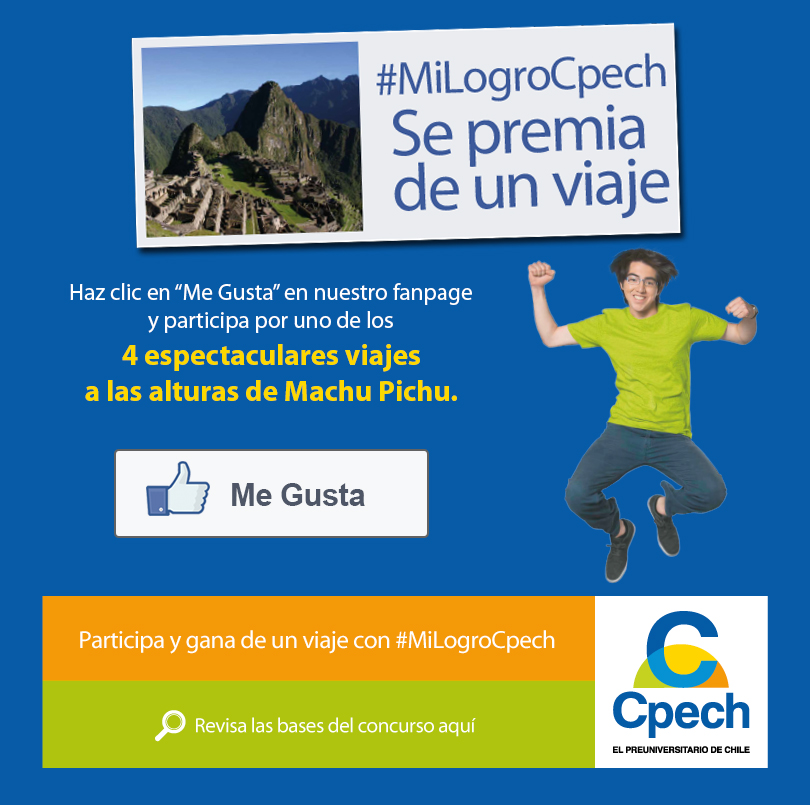 #MiLogroCpech
Se premia
de un viaje
Haz clic en “Me Gusta” en nuestro fanpage
y participa por uno de los
4 espectaculares viajes
a las alturas de Machu Pichu.
Me Gusta
Participa y gana de un viaje con #MiLogroCpech
Revisa las bases del concurso aquí
C
Cpech
EL PREUNIVERSITARIO DE CHILE